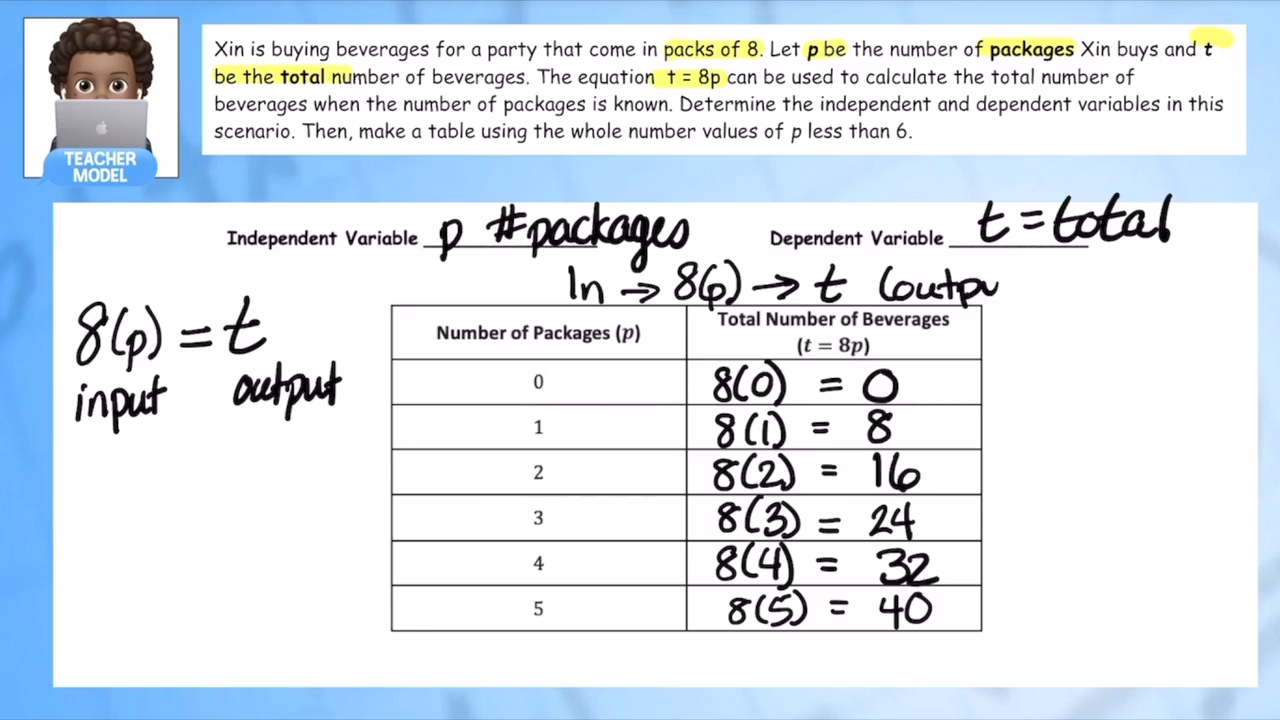 Xin is buying beverages for a party that come in packs of 8. Let p be the number of packages Xin buys and t
be the total number of beverages. The equation t = 8p can be used to calculate the total number of
beverages when the number of packages is known. Determine the independent and dependent variables in this
scenario. Then, make a table using the whole number values of p less than 6.
TEACHER
MODEL
Independent Variable p #packages Dependent Variable t = total
In → 8(p) → t (outpu
8(p) = t
input output
Number of Packages (p) Total Number of Beverages
(t = 8p)
0 8(0) = 0
1 8(1) = 8
2 8(2) = 16
3 8(3) = 24
4 8(4) = 32
5 8(5) = 40